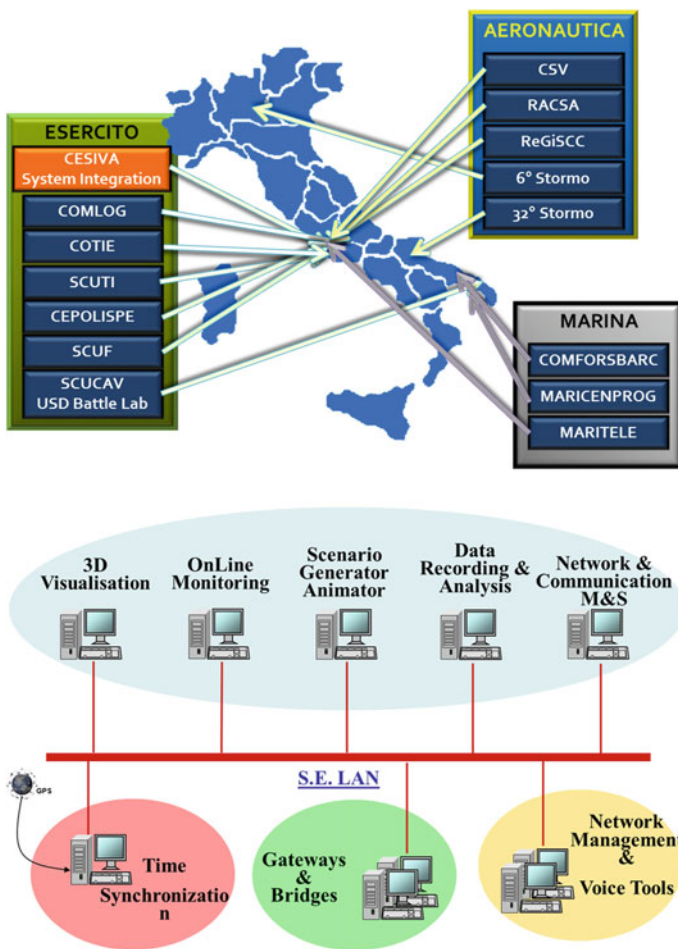 AERONAUTICA
CSV
RACSA
ReGiSCC
6° Stormo
32° Stormo
ESERCITO
CESIVA
System Integration
COMLOG
COTIE
SCUTI
CEPOLISPE
SCUF
SCUCAV
USD Battle Lab
MARINA
COMFORSBARC
MARICENPROG
MARITELE
3D
Visualisation
OnLine
Monitoring
Scenario
Generator
Animator
Data
Recording &
Analysis
Network &
Communication
M&S
S.E. LAN
GPS
Time
Synchronizatio
n
Gateways
&
Bridges
Network
Management
&
Voice Tools